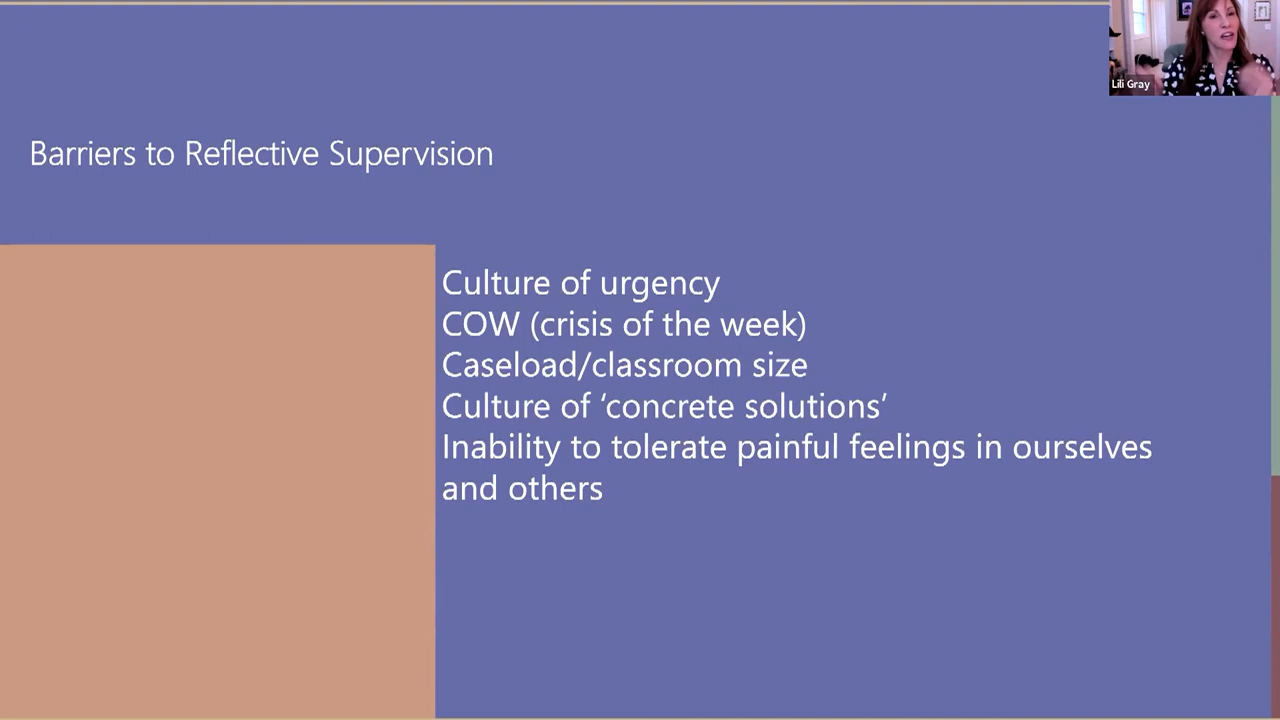 Lili Gray
Barriers to Reflective Supervision
Culture of urgency
COW (crisis of the week)
Caseload/classroom size
Culture of ‘concrete solutions’
Inability to tolerate painful feelings in ourselves
and others